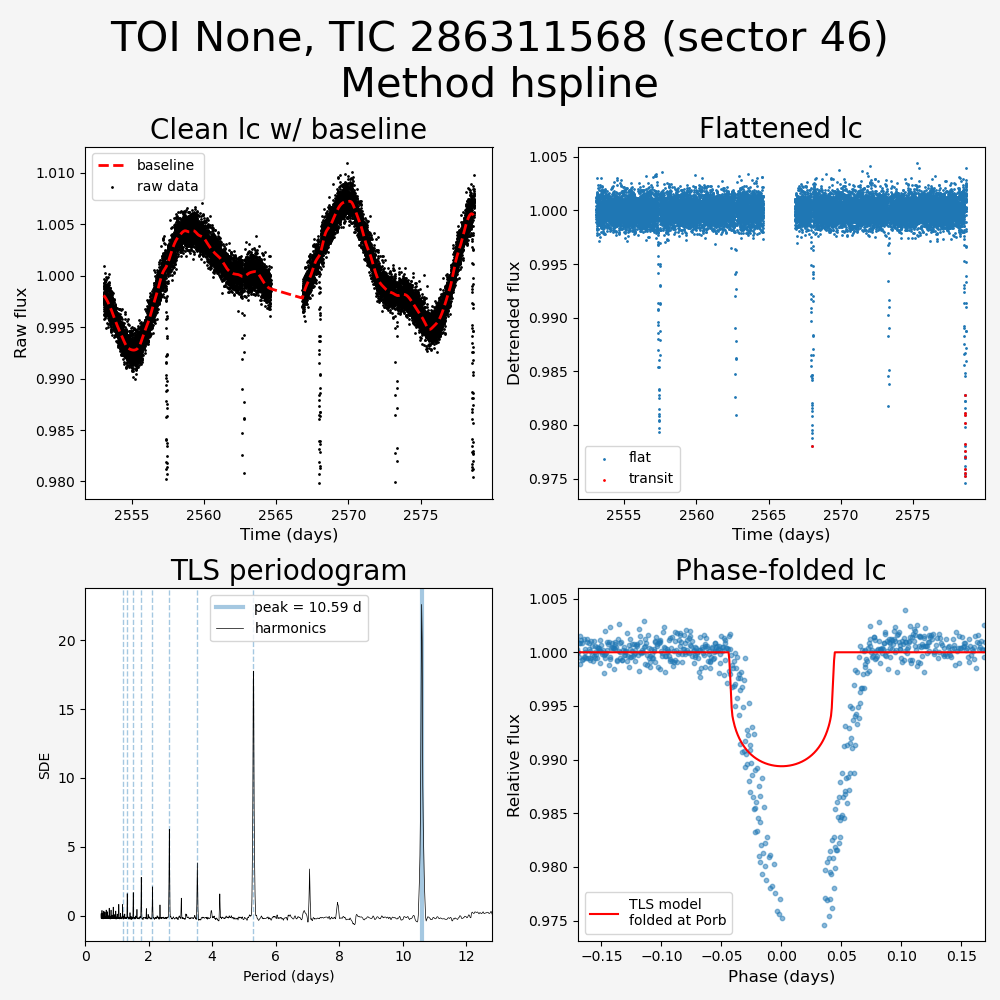 TOI None, TIC 286311568 (sector 46)
Method hspline
Clean lc w/ baseline
baseline
raw data
1.010
1.005
1.000
0.995
0.990
0.985
0.980
Raw flux
2555
2560
2565
2570
2575
Time (days)
Flattened lc
1.005
1.000
0.995
0.990
0.985
0.980
0.975
Detrended flux
flat
transit
2555
2560
2565
2570
2575
Time (days)
TLS periodogram
peak = 10.59 d
harmonics
20
15
10
5
0
SDE
0
2
4
6
8
10
12
Period (days)
Phase-folded lc
1.005
1.000
0.995
0.990
0.985
0.980
0.975
Relative flux
TLS model
folded at Porb
−0.15
−0.10
−0.05
0.00
0.05
0.10
0.15
Phase (days)